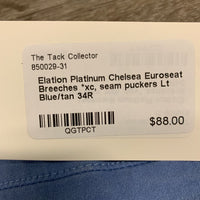 The Tack Collector
850029-31
Elation Platinum Chelsea Euroseat
Breeches *xc, seam puckers Lt
Blue/tan 34R
QGTPCT
$88.00